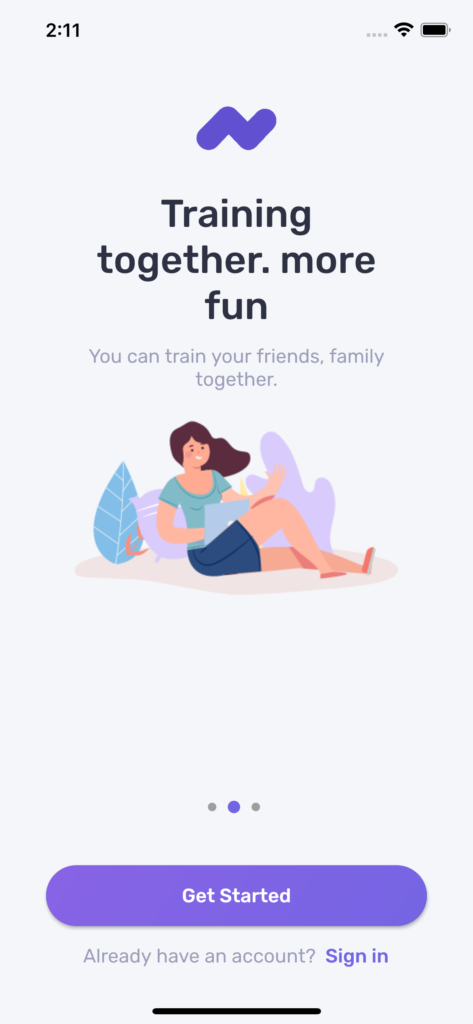 2:11
Training
together. more
fun
You can train your friends, family
together.
Get Started
Already have an account? Sign in